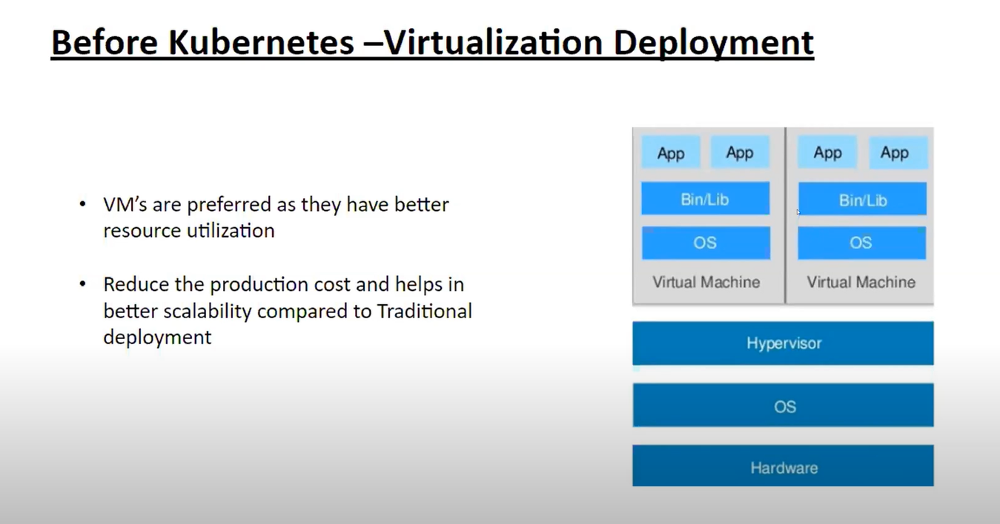 Before Kubernetes –Virtualization Deployment
• VM’s are preferred as they have better
resource utilization
• Reduce the production cost and helps in
better scalability compared to Traditional
deployment
App App App App
Bin/Lib Bin/Lib
OS OS
Virtual Machine Virtual Machine
Hypervisor
OS
Hardware